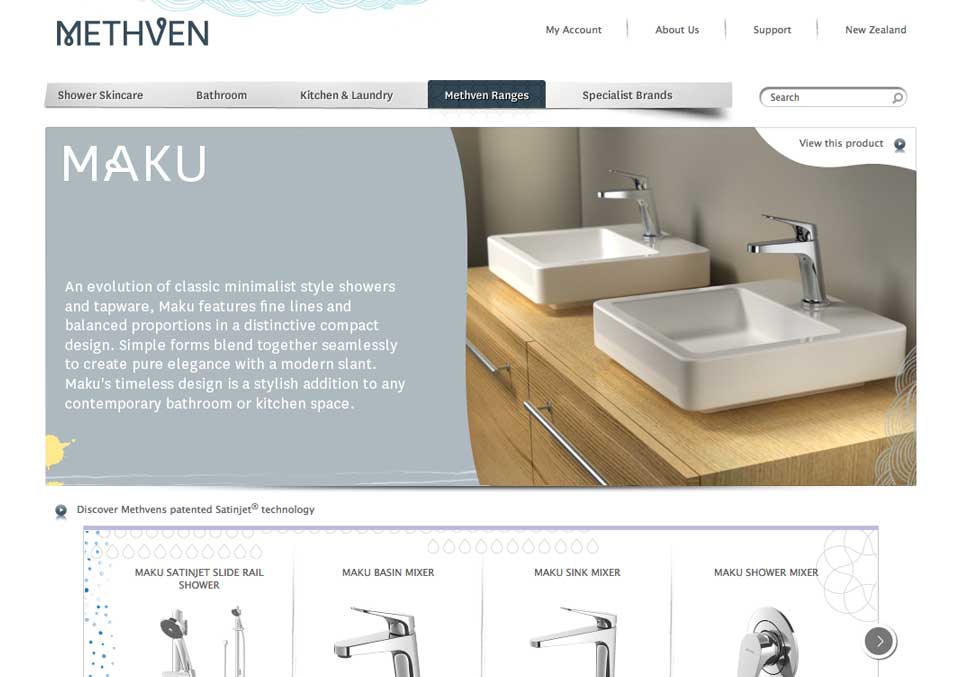 METHVEN
My Account
About Us
Support
New Zealand
Shower Skincare
Bathroom
Kitchen & Laundry
Methven Ranges
Specialist Brands
Search
MAKU
View this product
An evolution of classic minimalist style showers
and tapware, Maku features fine lines and
balanced proportions in a distinctive compact
design. Simple forms blend together seamlessly
to create pure elegance with a modern slant.
Maku's timeless design is a stylish addition to any
contemporary bathroom or kitchen space.
Discover Methvens patented Satinjet® technology
MAKU SATINJET SLIDE RAIL
SHOWER
MAKU BASIN MIXER
MAKU SINK MIXER
MAKU SHOWER MIXER